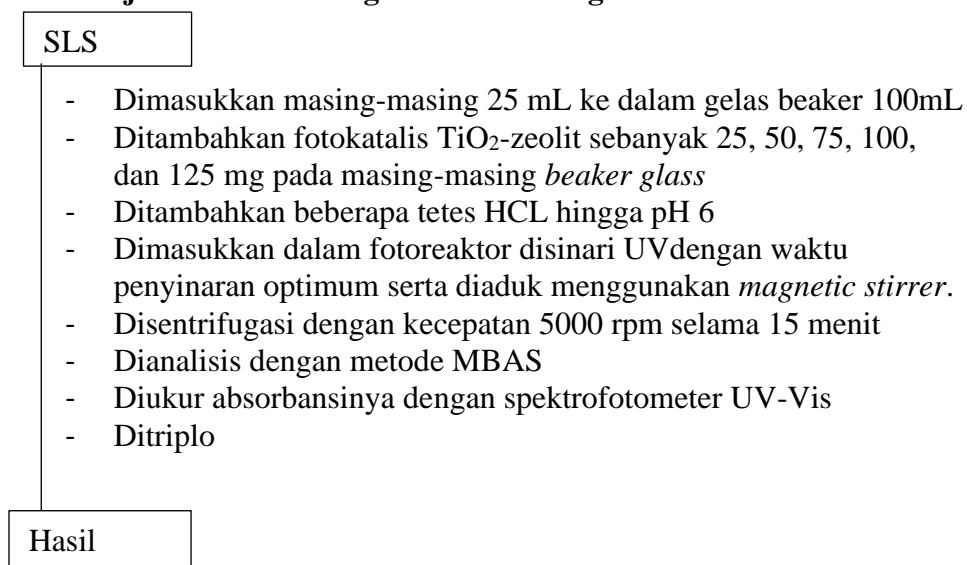 SLS
- Dimasukkan masing-masing 25 mL ke dalam gelas beaker 100mL
- Ditambahkan fotokatalis TiO₂-zeolit sebanyak 25, 50, 75, 100,
dan 125 mg pada masing-masing beaker glass
- Ditambahkan beberapa tetes HCL hingga pH 6
- Dimasukkan dalam fotoreaktor disinari UVdengan waktu
penyinaran optimum serta diaduk menggunakan magnetic stirrer.
- Disentrifugasi dengan kecepatan 5000 rpm selama 15 menit
- Dianalisis dengan metode MBAS
- Diukur absorbansinya dengan spektrofotometer UV-Vis
- Ditriplo
Hasil